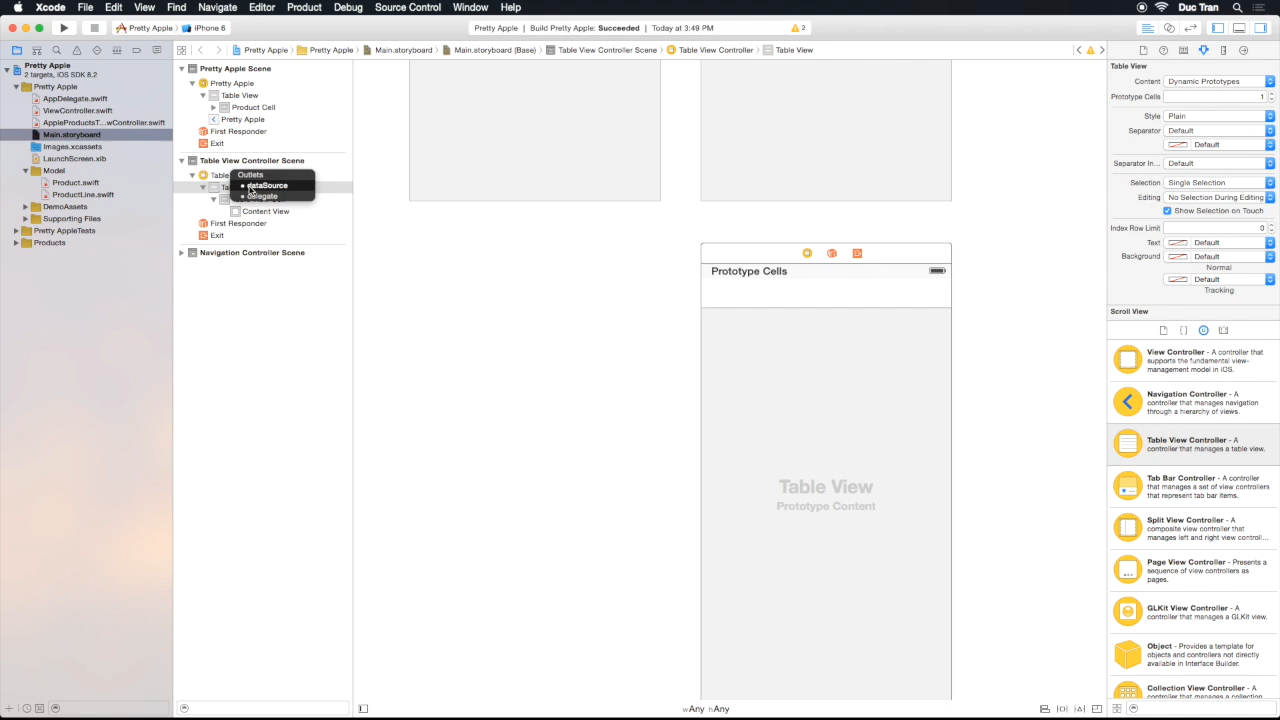 Xcode File Edit View Find Navigate Editor Product Debug Source Control Window Help Duc Tran
Pretty Apple iPhone 6 Pretty Apple | Build Pretty Apple: Succeeded | Today at 3:49 PM 2
Pretty Apple Pretty Apple Main.storyboard Main.storyboard (Base) Table View Controller Scene Table View Controller Table View
Pretty Apple
2 targets, iOS SDK 8.2
Pretty Apple
AppDelegate.swift
ViewController.swift
AppleProductsT...wController.swift
Main.storyboard
Images.xcassets
LaunchScreen.xib
Model
Product.swift
ProductLine.swift
DemoAssets
Supporting Files
Pretty AppleTests
Products
Pretty Apple Scene
Pretty Apple
Table View
Product Cell
Pretty Apple
First Responder
Exit
Table View Controller Scene
Table
Outlets
dataSource
delegate
Content View
First Responder
Exit
Navigation Controller Scene
Prototype Cells
Table View
Prototype Content
wAny hAny
Table View
Content Dynamic Prototypes
Prototype Cells 1
Style Plain
Separator Default
Default
Separator In... Default
Selection Single Selection
Editing No Selection During Editing
Show Selection on Touch
Index Row Limit 0
Text Default
Background Default
Normal
Default
Tracking
Scroll View
View Controller - A controller that
supports the fundamental view-
management model in iOS.
Navigation Controller - A
controller that manages navigation
through a hierarchy of views.
Table View Controller - A
controller that manages a table view.
Tab Bar Controller - A controller
that manages a set of view controllers
that represent tab bar items.
Split View Controller - A
composite view controller that
manages left and right view controll...
Page View Controller - Presents a
sequence of view controllers as
pages.
GLKit View Controller - A
controller that manages a GLKit view.
Object - Provides a template for
objects and controllers not directly
available in Interface Builder.
Collection View Controller - A
controller that manages a collection